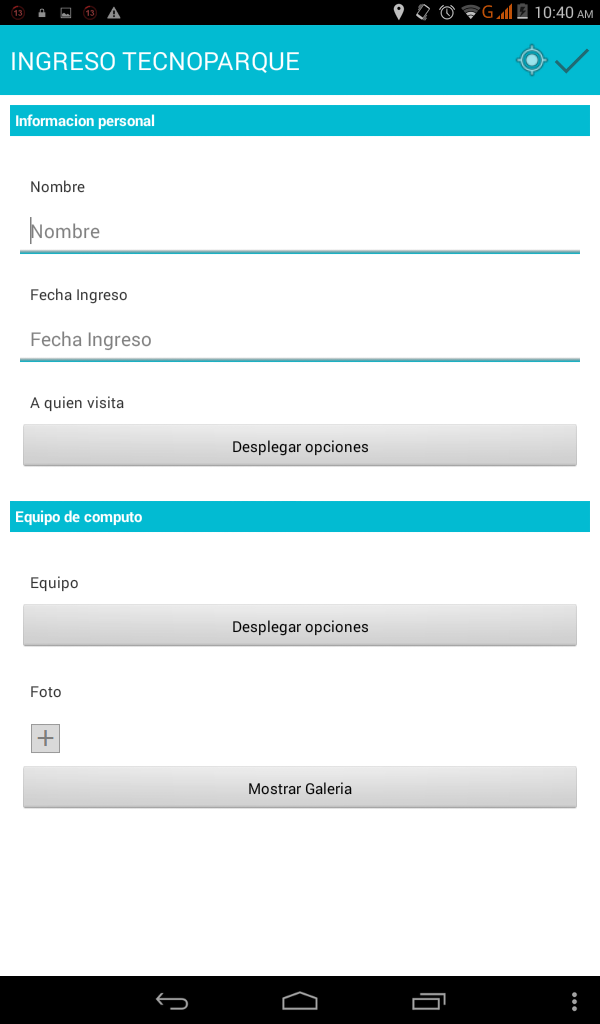 13 13 G 10:40 AM
INGRESO TECNOPARQUE
Informacion personal
Nombre
Nombre
Fecha Ingreso
Fecha Ingreso
A quien visita
Desplegar opciones
Equipo de computo
Equipo
Desplegar opciones
Foto
Mostrar Galeria